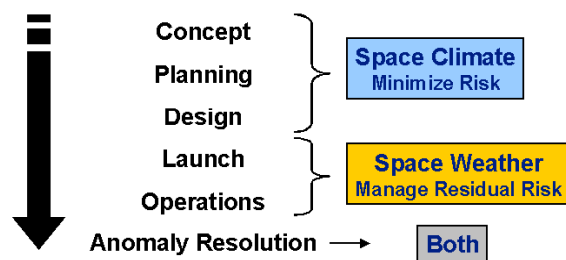 Concept
Planning
Design
Space Climate
Minimize Risk
Launch
Operations
Space Weather
Manage Residual Risk
Anomaly Resolution
Both